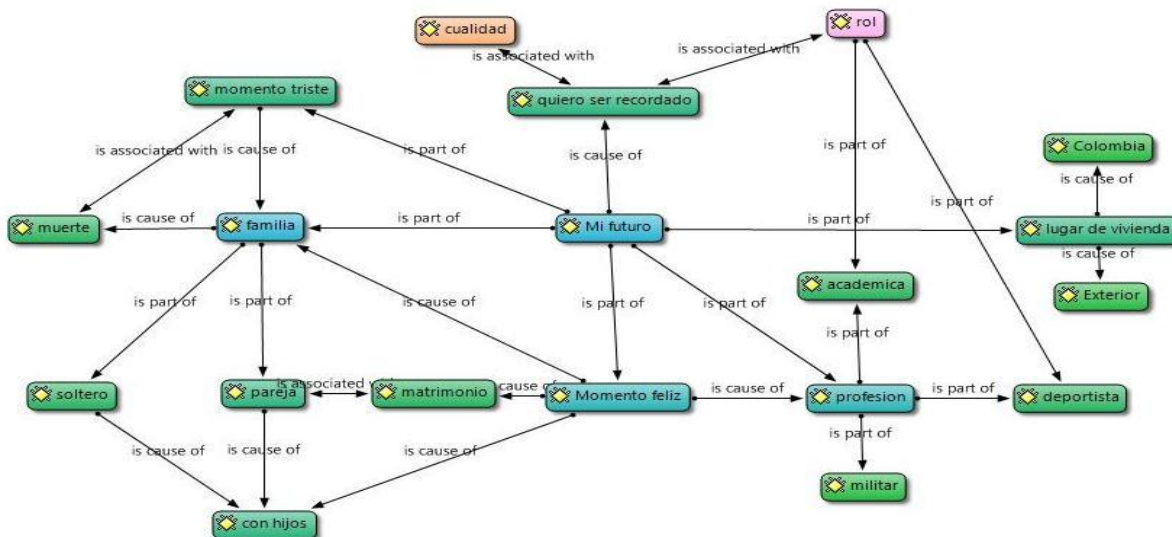 cualidad
rol
is associated with
is associated with
momento triste
quiero ser recordado
is associated with
is cause of
is part of
is cause of
is part of
Colombia
is cause of
is part of
muerte
is cause of
familia
is part of
Mi futuro
is part of
lugar de vivienda
is cause of
academica
Exterior
is part of
is part of
is cause of
is part of
is part of
is part of
soltero
pareja
is associated with
matrimonio
is cause of
Momento feliz
is cause of
profesion
is part of
deportista
is cause of
is cause of
is cause of
is part of
militar
con hijos